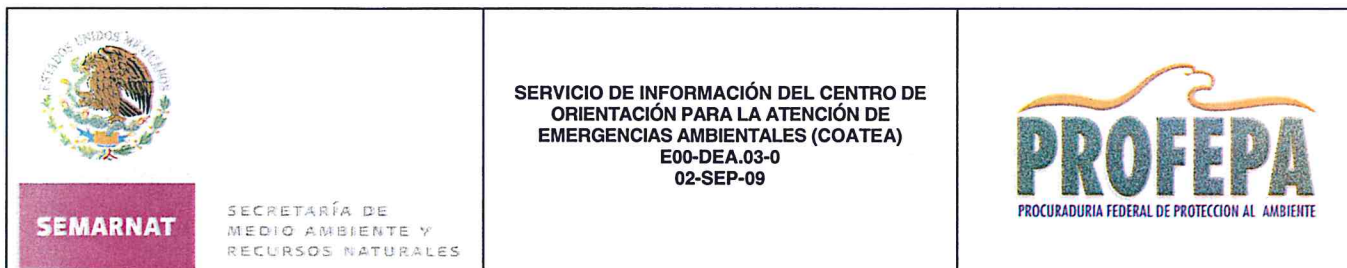 ESTADOS UNIDOS MEXICANOS
SEMARNAT
SECRETARÍA DE
MEDIO AMBIENTE Y
RECURSOS NATURALES
SERVICIO DE INFORMACIÓN DEL CENTRO DE
ORIENTACIÓN PARA LA ATENCIÓN DE
EMERGENCIAS AMBIENTALES (COATEA)
E00-DEA.03-0
02-SEP-09
PROFEPA
PROCURADURIA FEDERAL DE PROTECCION AL AMBIENTE